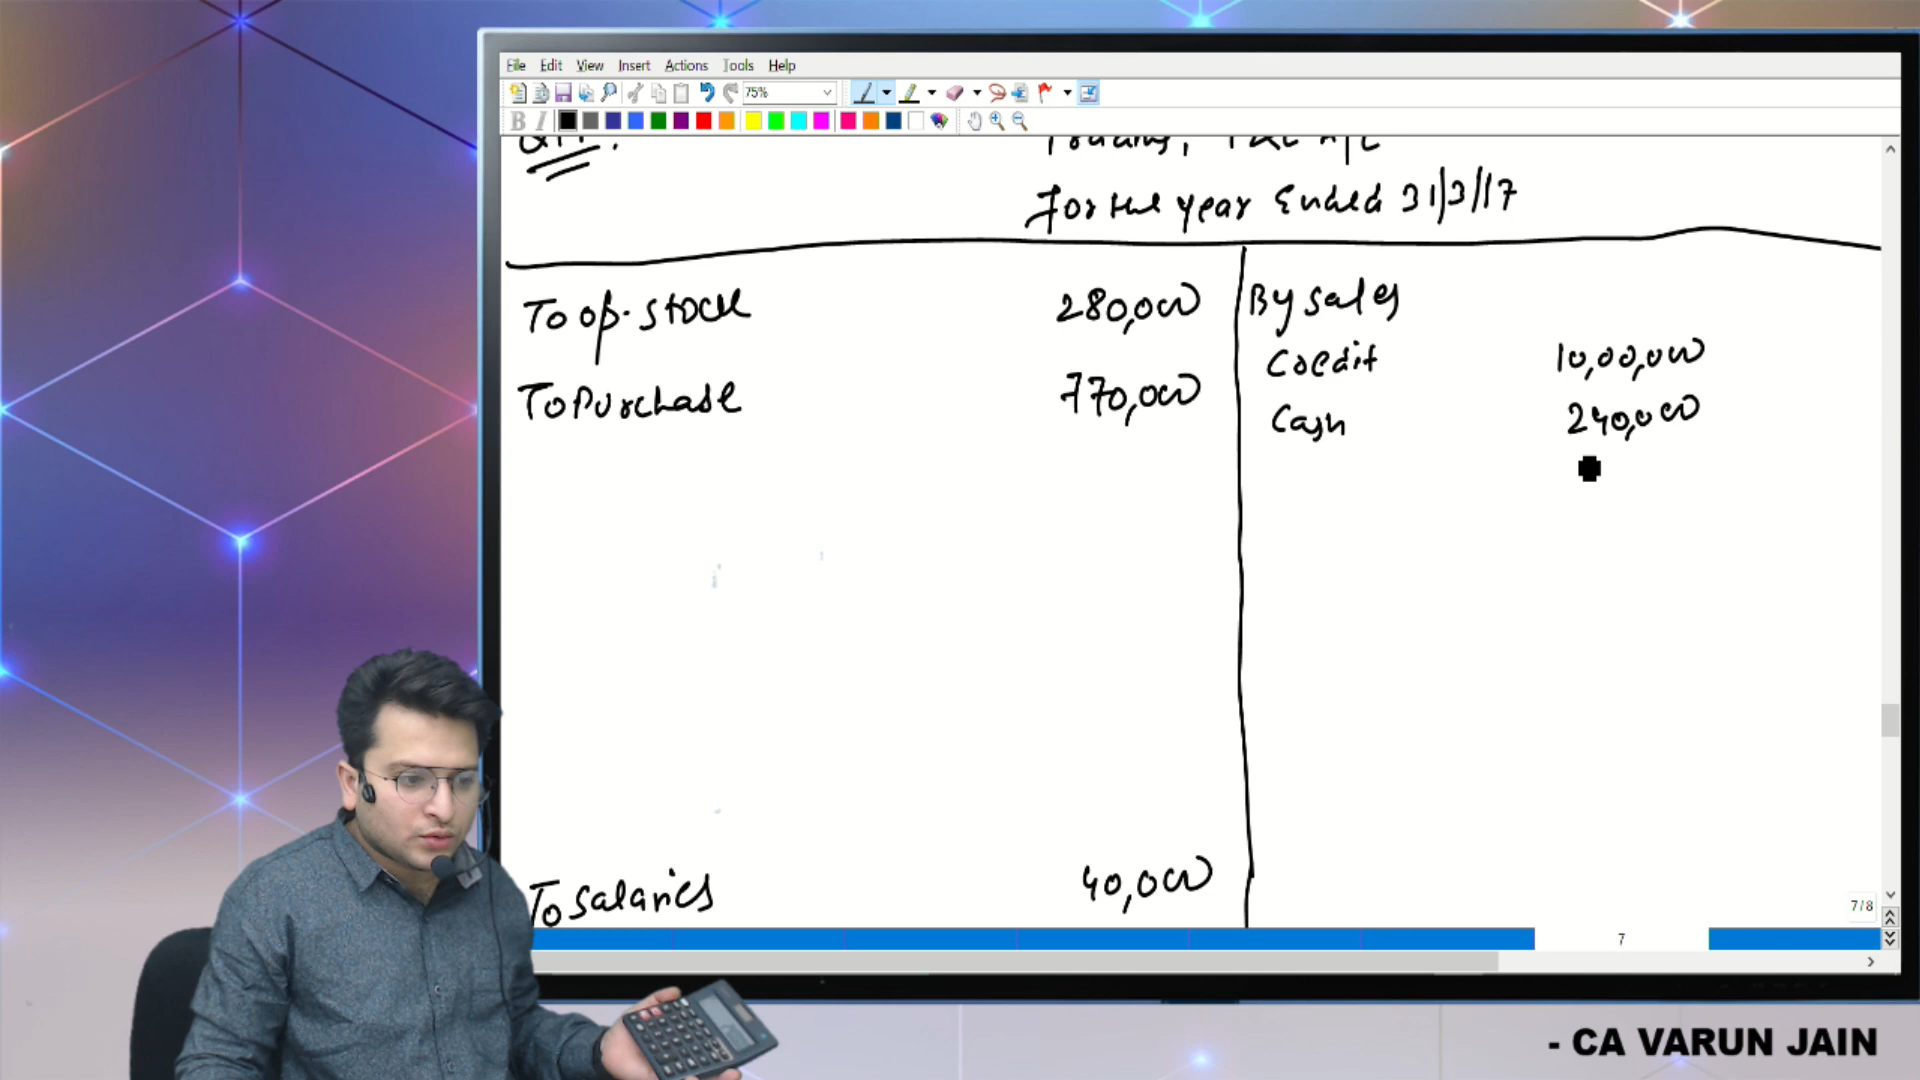 File Edit View Insert Actions Tools Help
75%
B I
Trading, P&L A/c
For the year Ended 31/3/17
To op. stock 280,000 By sales
Credit 10,00,000
To Purchase 770,000
Cash 240,000
To Salaries 40,000
7/8
7
- CA VARUN JAIN